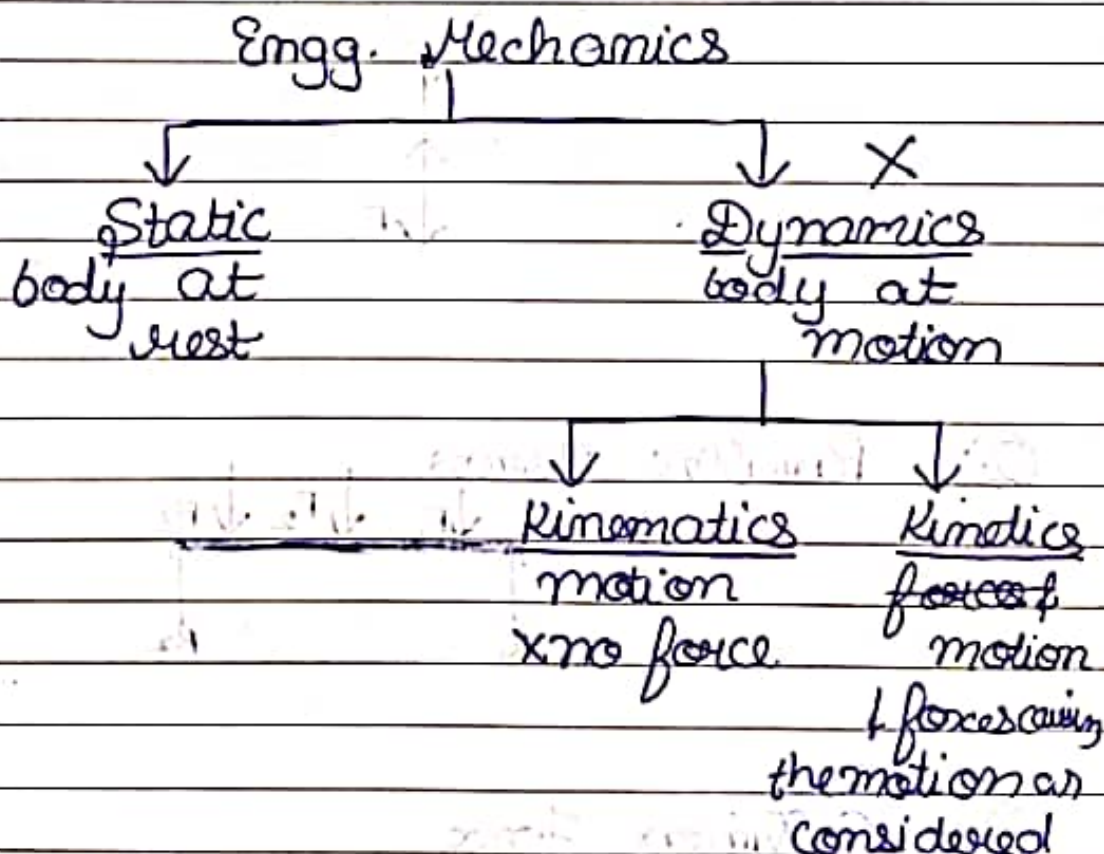 Engg. Mechanics
X
Static
body at
rest
Dynamics
body at
motion
Kinematics
motion
x no force
Kinetics
forces &
motion
& forces causing
the motion are
considered